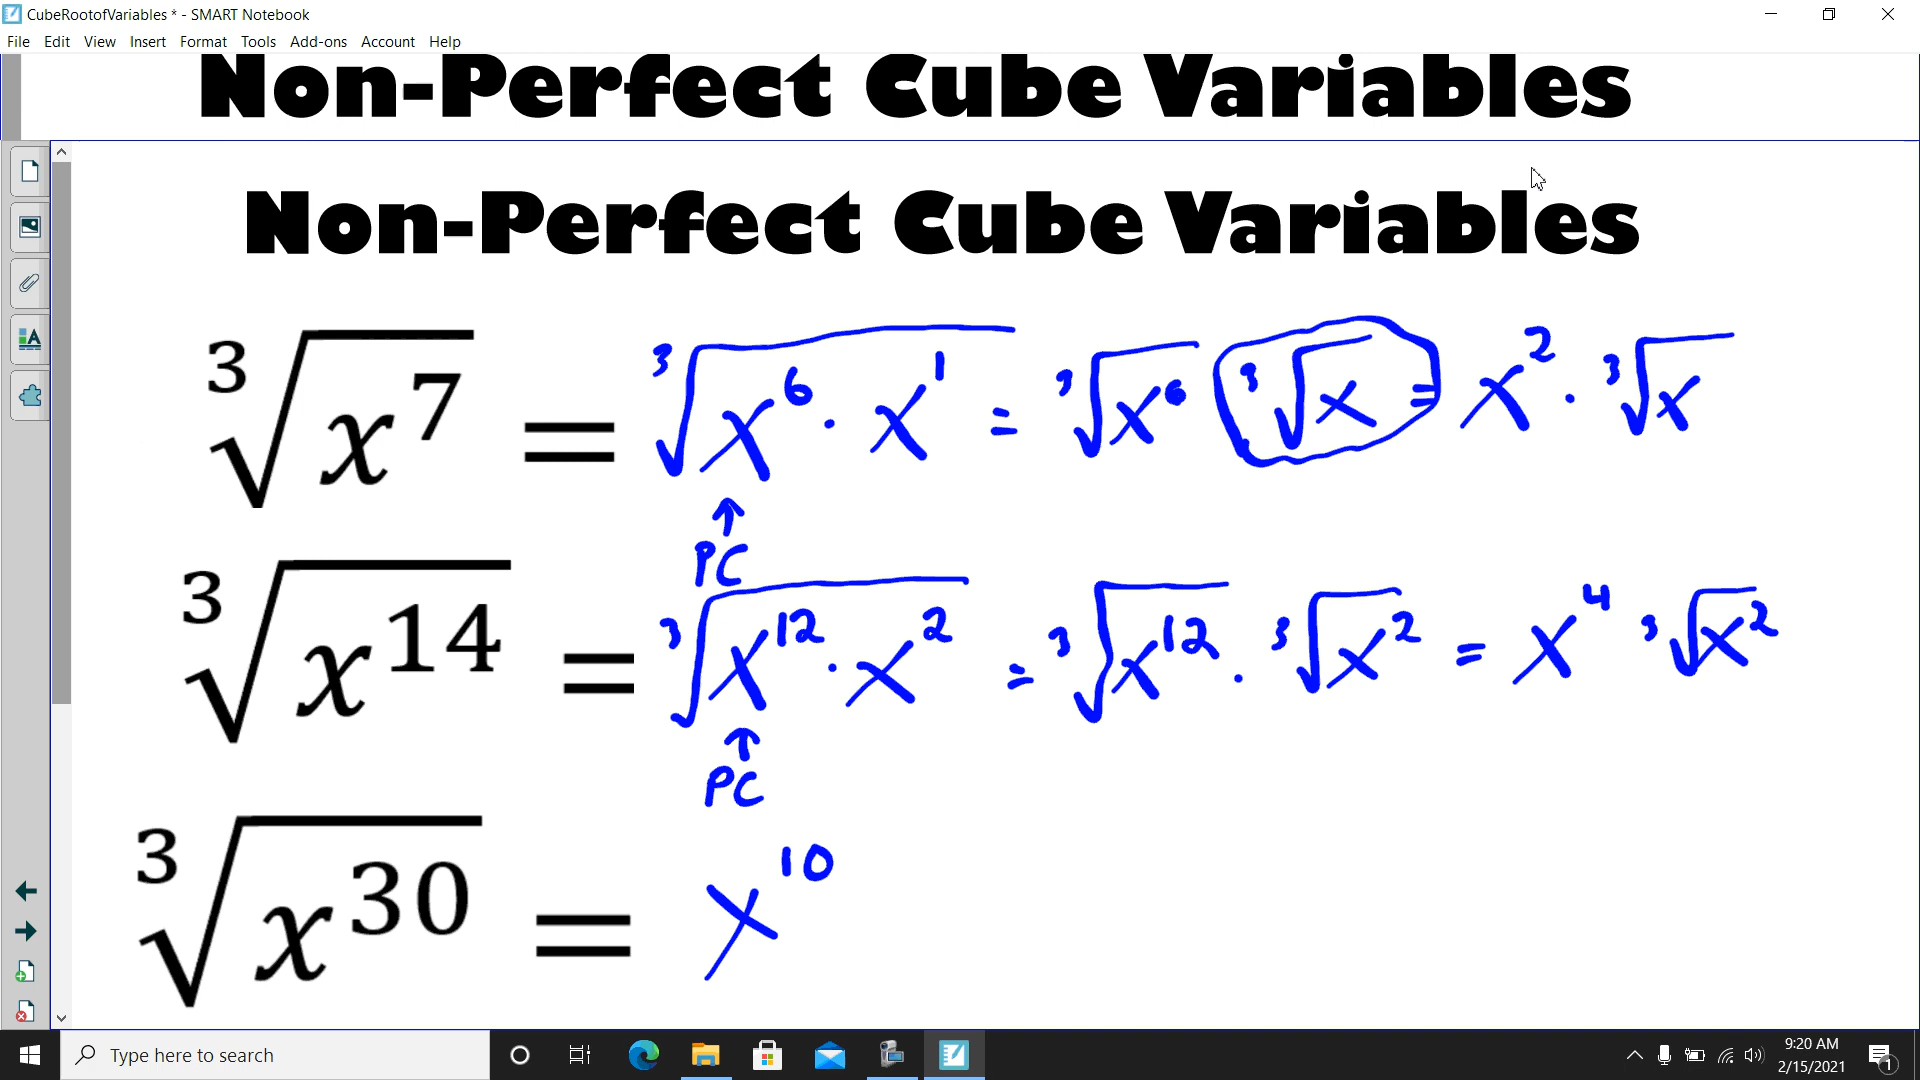 CubeRootofVariables * - SMART Notebook
File Edit View Insert Format Tools Add-ons Account Help
Non-Perfect Cube Variables
Non-Perfect Cube Variables
∛x⁷ = ∛x⁶ · x¹ = ∛x⁶ ∛x = x² · ∛x
↑
PC
∛x¹⁴ = ∛x¹² · x² = ∛x¹² · ∛x² = x⁴ ∛x²
↑
PC
∛x³⁰ = x¹⁰
Type here to search
9:20 AM
2/15/2021
1